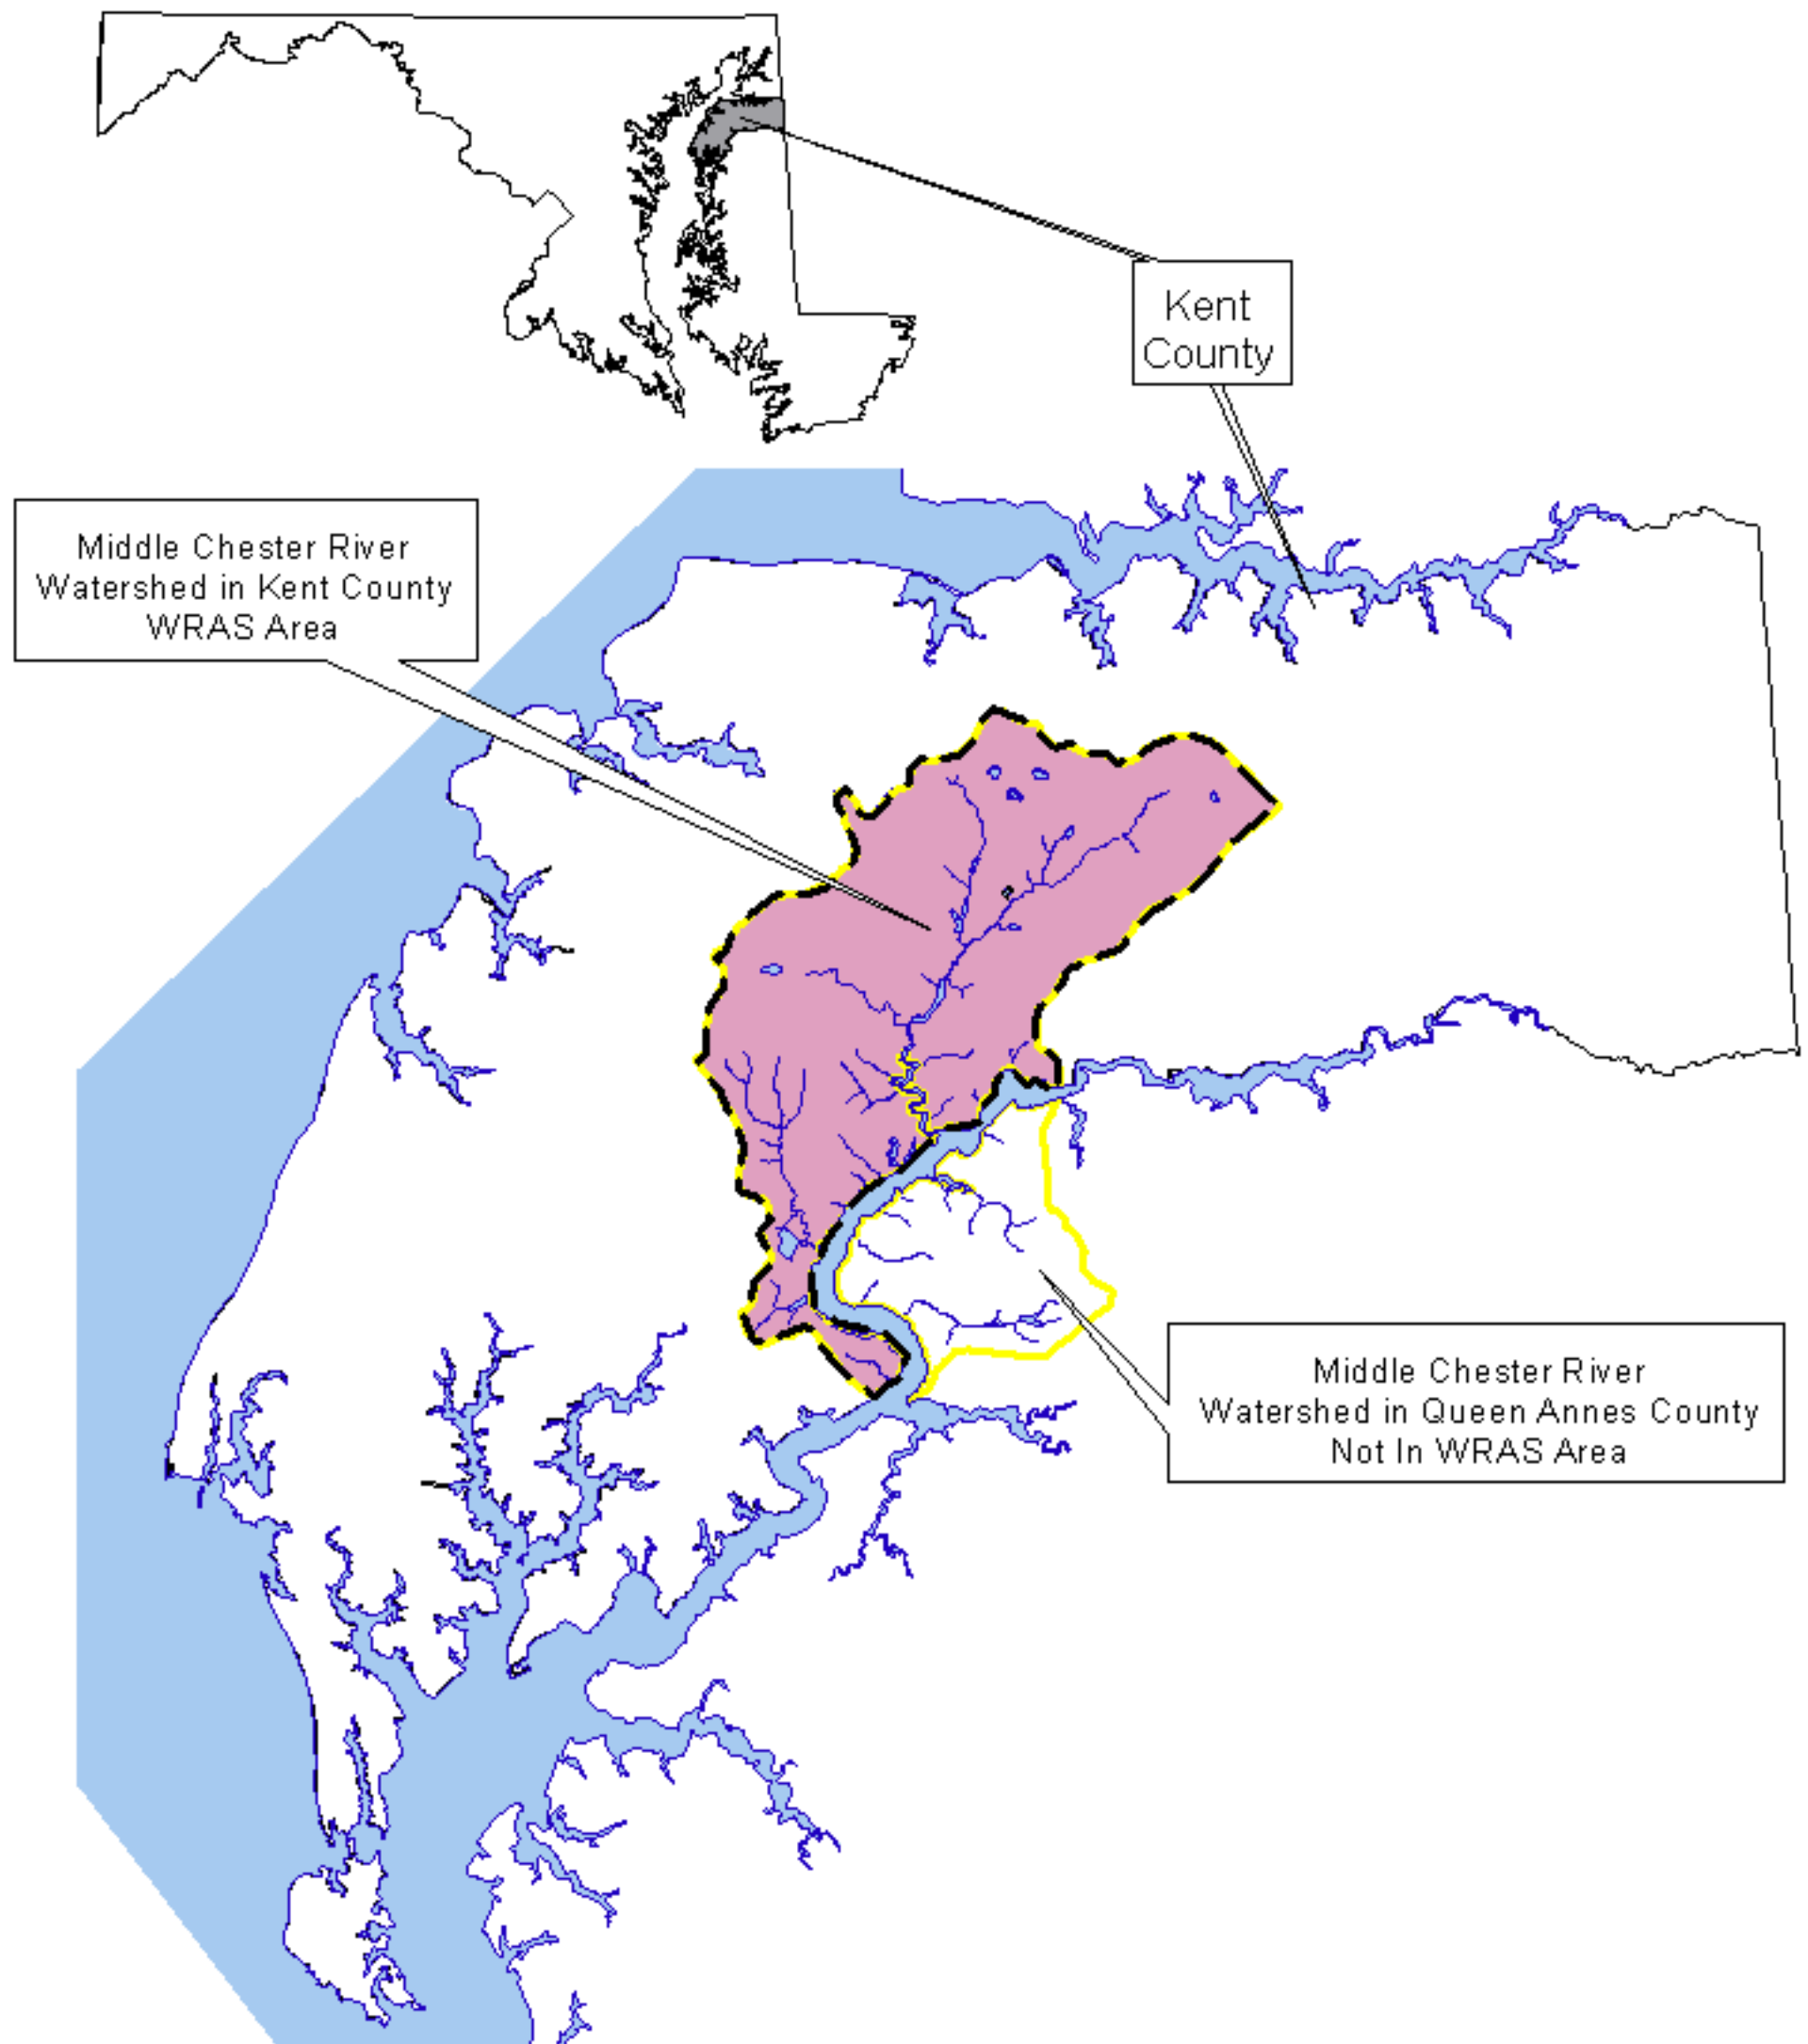 Kent
County
Middle Chester River
Watershed in Kent County
WRAS Area
Middle Chester River
Watershed in Queen Annes County
Not In WRAS Area